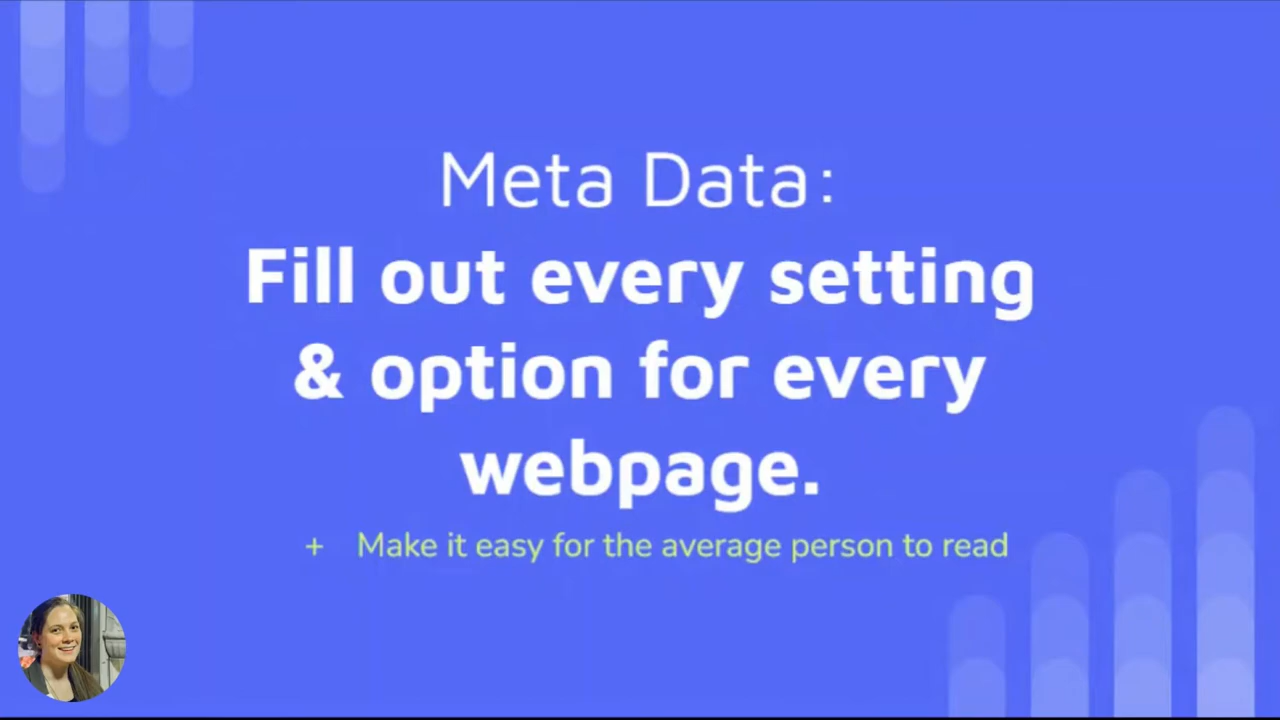 Meta Data:
Fill out every setting
& option for every
webpage.
+ Make it easy for the average person to read